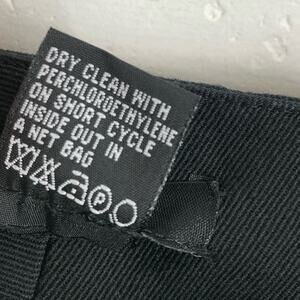 DRY CLEAN WITH
PERCHLOROETHYLENE
ON SHORT CYCLE
INSIDE OUT IN
A NET BAG
P